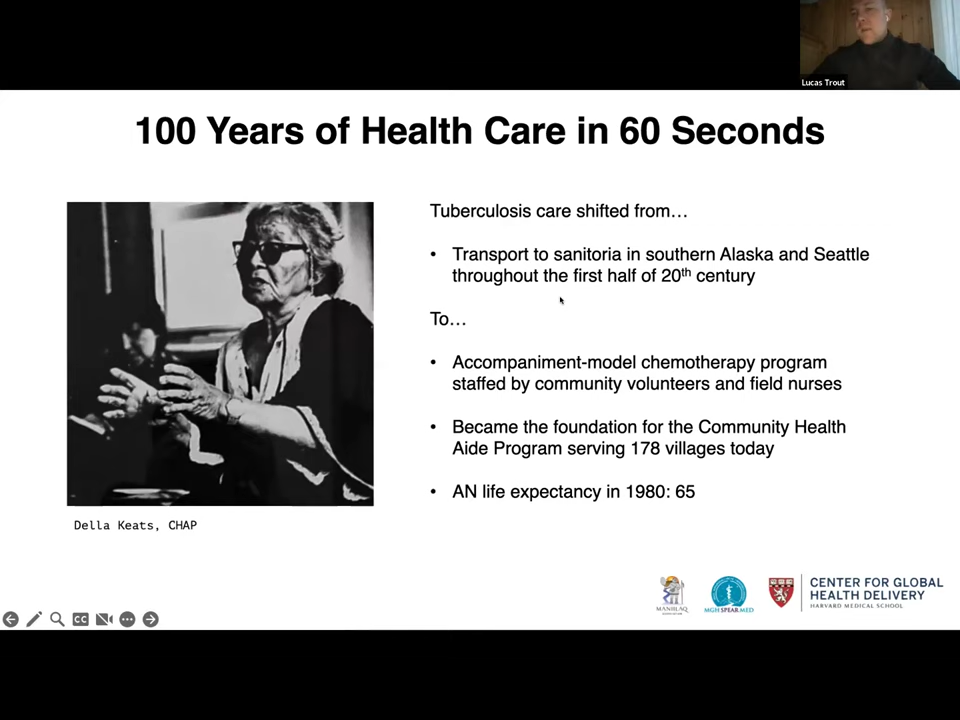 Lucas Trout
100 Years of Health Care in 60 Seconds
Tuberculosis care shifted from…
• Transport to sanitoria in southern Alaska and Seattle
throughout the first half of 20th century
To…
• Accompaniment-model chemotherapy program
staffed by community volunteers and field nurses
• Became the foundation for the Community Health
Aide Program serving 178 villages today
• AN life expectancy in 1980: 65
Della Keats, CHAP
MANIILAQ
MGH SPEAR MED
CENTER FOR GLOBAL
HEALTH DELIVERY
HARVARD MEDICAL SCHOOL
CC